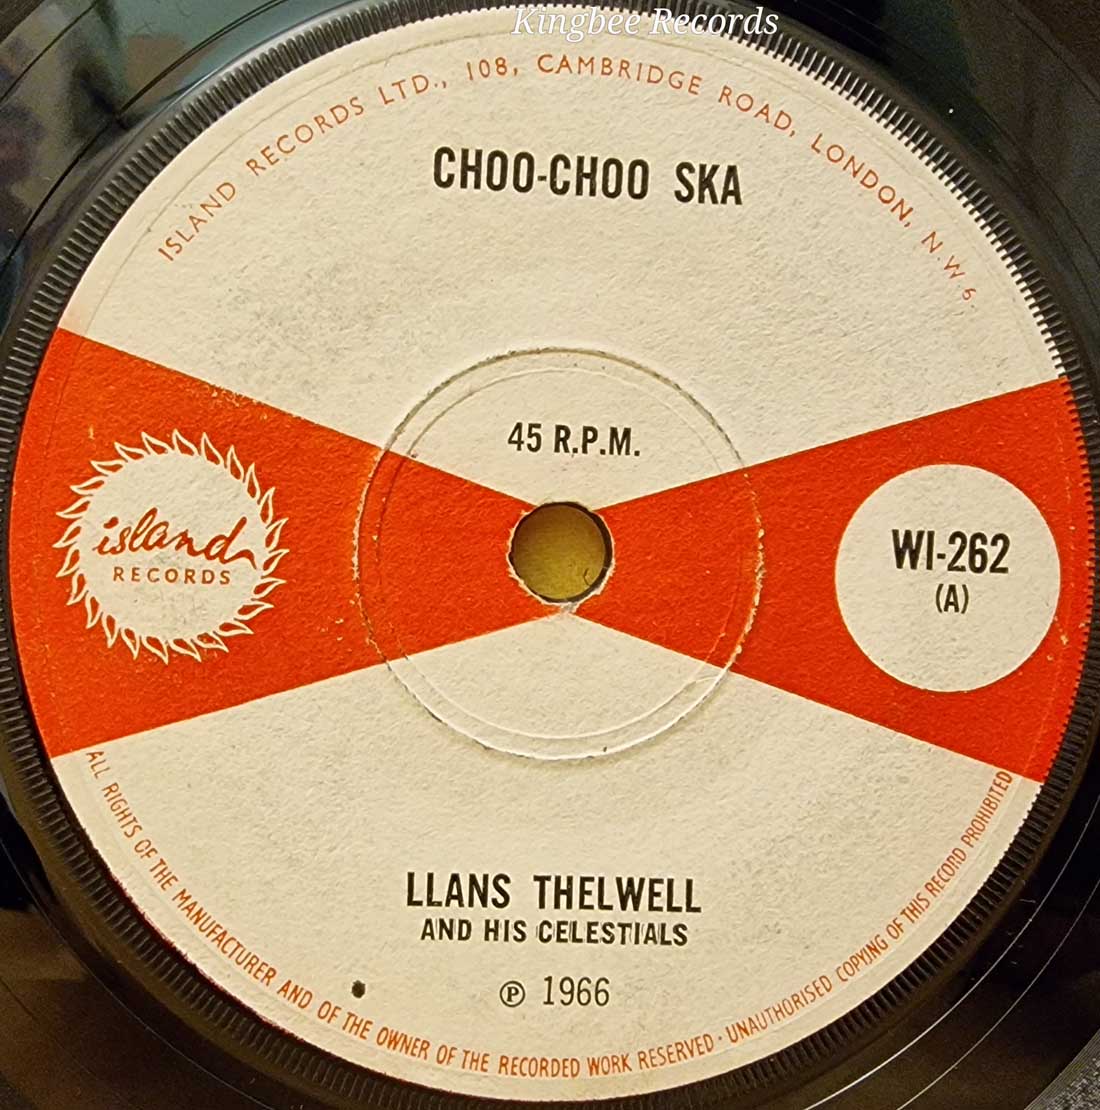 Kingbee Records
ISLAND RECORDS LTD., 108, CAMBRIDGE ROAD, LONDON, N.W 6.
CHOO-CHOO SKA
45 R.P.M.
island
RECORDS
WI-262
(A)
LLANS THELWELL
AND HIS CELESTIALS
℗ 1966
ALL RIGHTS OF THE MANUFACTURER AND OF THE OWNER OF THE RECORDED WORK RESERVED · UNAUTHORISED COPYING OF THIS RECORD PROHIBITED